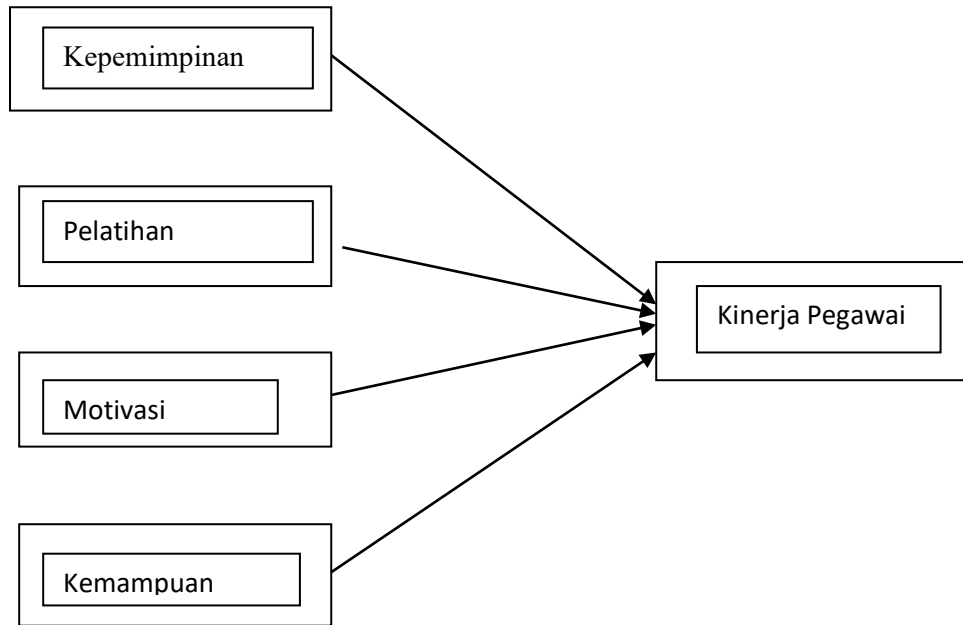 Kepemimpinan
Pelatihan
Kinerja Pegawai
Motivasi
Kemampuan